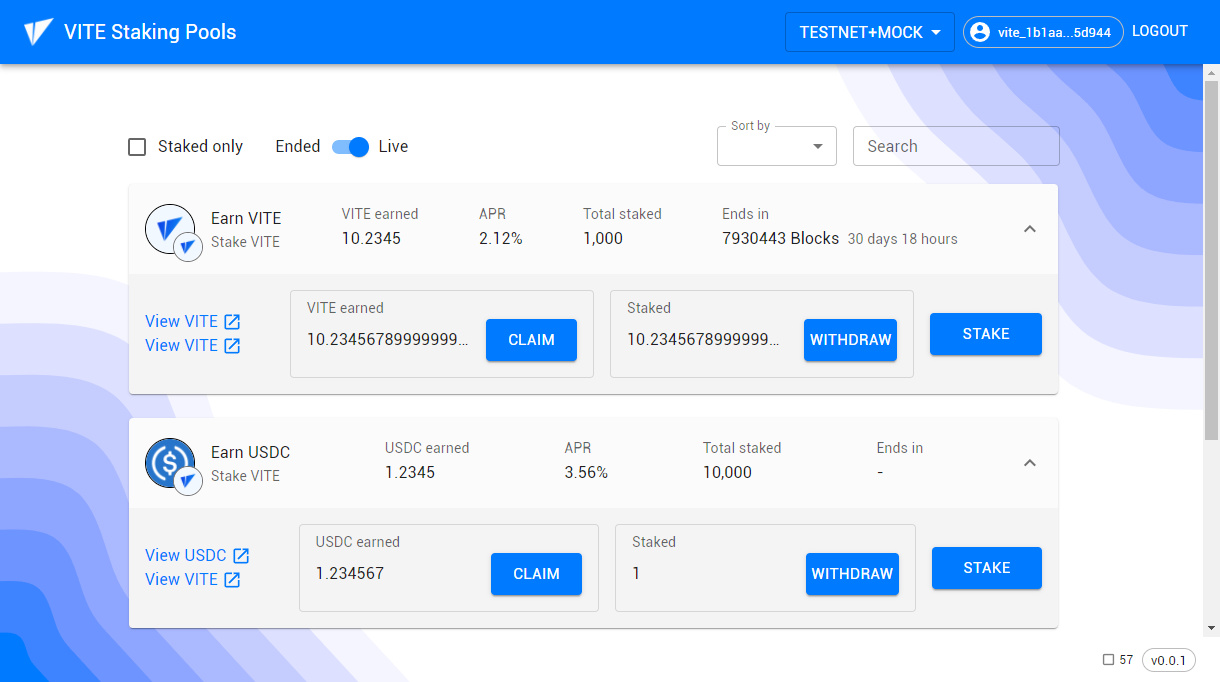 VITE Staking Pools
TESTNET+MOCK
vite_1b1aa...5d944
LOGOUT
Staked only
Ended
Live
Sort by
Search
Earn VITE
Stake VITE
VITE earned
10.2345
APR
2.12%
Total staked
1,000
Ends in
7930443 Blocks 30 days 18 hours
View VITE
View VITE
VITE earned
10.23456789999999...
CLAIM
Staked
10.2345678999999...
WITHDRAW
STAKE
Earn USDC
Stake VITE
USDC earned
1.2345
APR
3.56%
Total staked
10,000
Ends in
-
View USDC
View VITE
USDC earned
1.234567
CLAIM
Staked
1
WITHDRAW
STAKE
57
v0.0.1